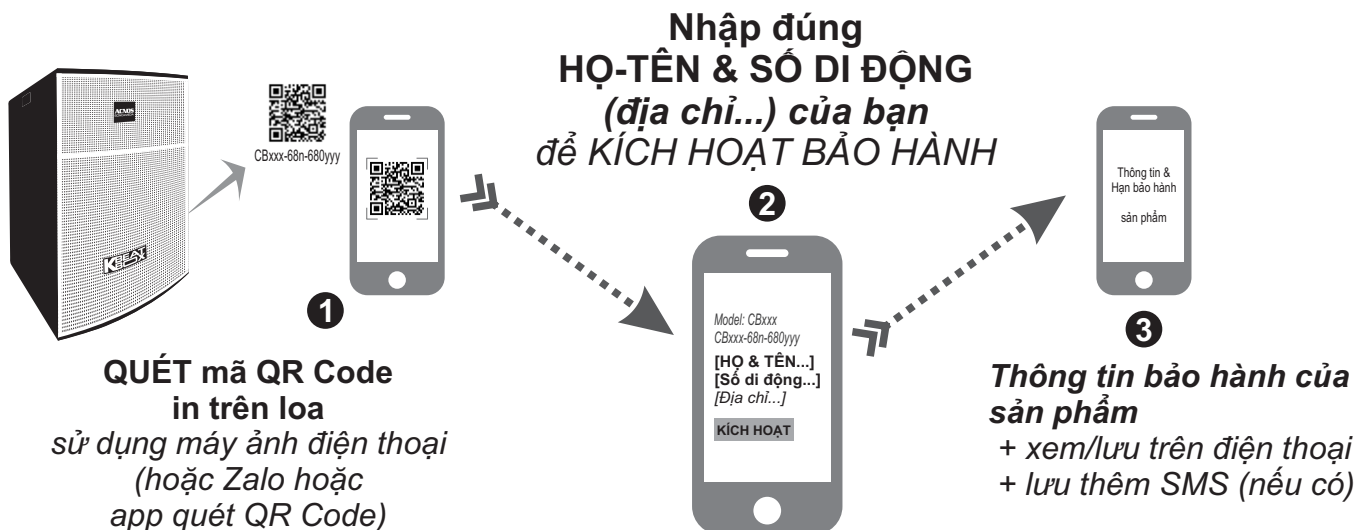 Nhập đúng
HỌ-TÊN & SỐ DI ĐỘNG
(địa chỉ...) của bạn
để KÍCH HOẠT BẢO HÀNH
ACNOS
KBEATBOX
CBxxx-68n-680yyy
1
QUÉT mã QR Code
in trên loa
sử dụng máy ảnh điện thoại
(hoặc Zalo hoặc
app quét QR Code)
2
Model: CBxxx
CBxxx-68n-680yyy
[HỌ & TÊN...]
[Số di động...]
[Địa chỉ...]
KÍCH HOẠT
Thông tin &
Hạn bảo hành
sản phẩm
3
Thông tin bảo hành của
sản phẩm
+ xem/lưu trên điện thoại
+ lưu thêm SMS (nếu có)